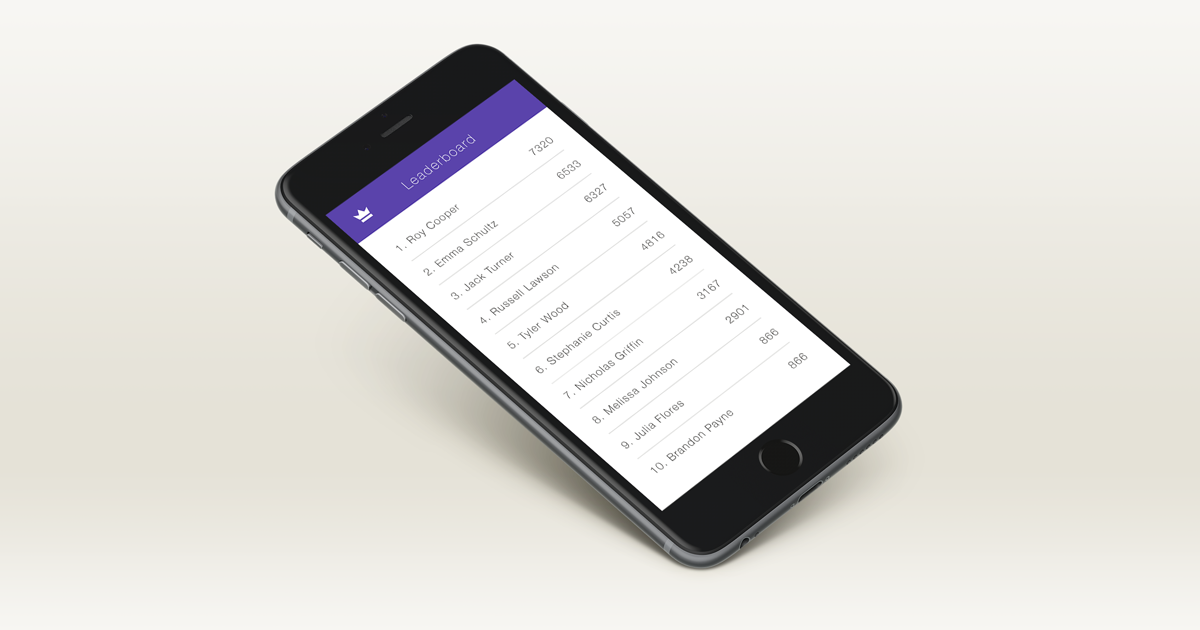 Leaderboard
1. Roy Cooper 7320
2. Emma Schultz 6533
3. Jack Turner 6327
4. Russell Lawson 5057
5. Tyler Wood 4816
6. Stephanie Curtis 4238
7. Nicholas Griffin 3167
8. Melissa Johnson 2901
9. Julia Flores 866
10. Brandon Payne 866